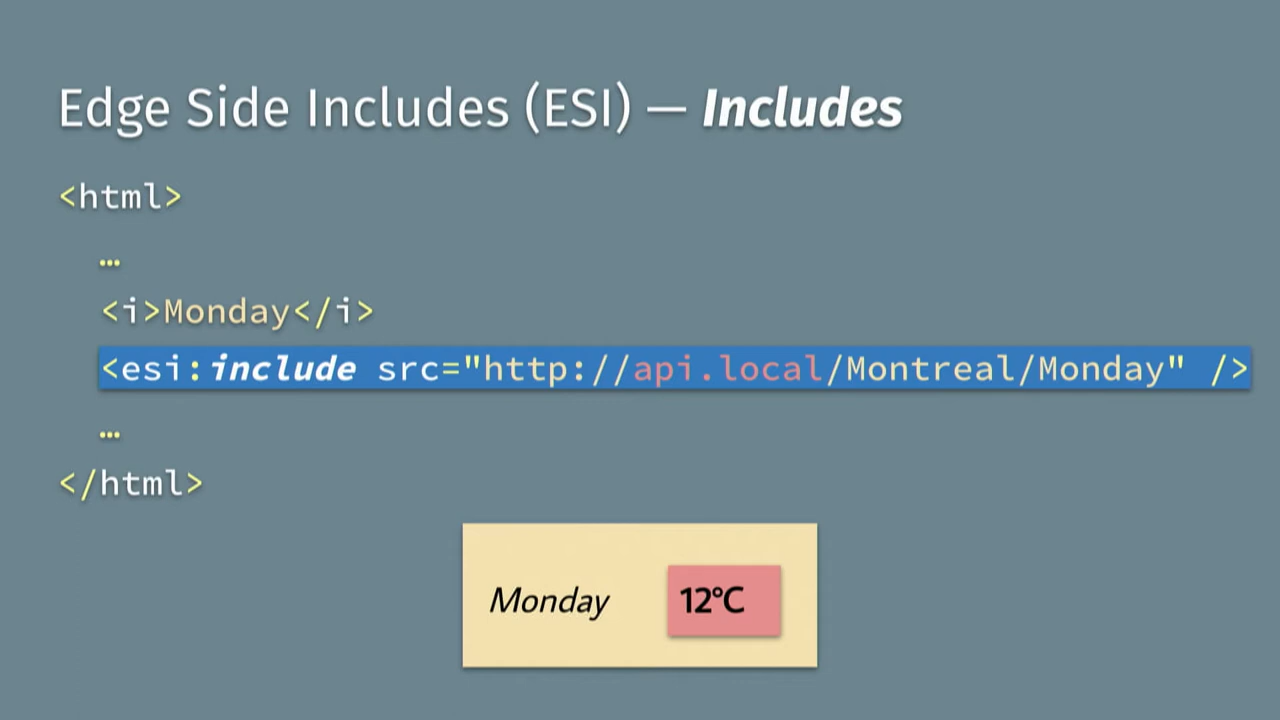 Edge Side Includes (ESI) — Includes
<html>
…
<i>Monday</i>
<esi:include src="http://api.local/Montreal/Monday" />
…
</html>
Monday 12°C